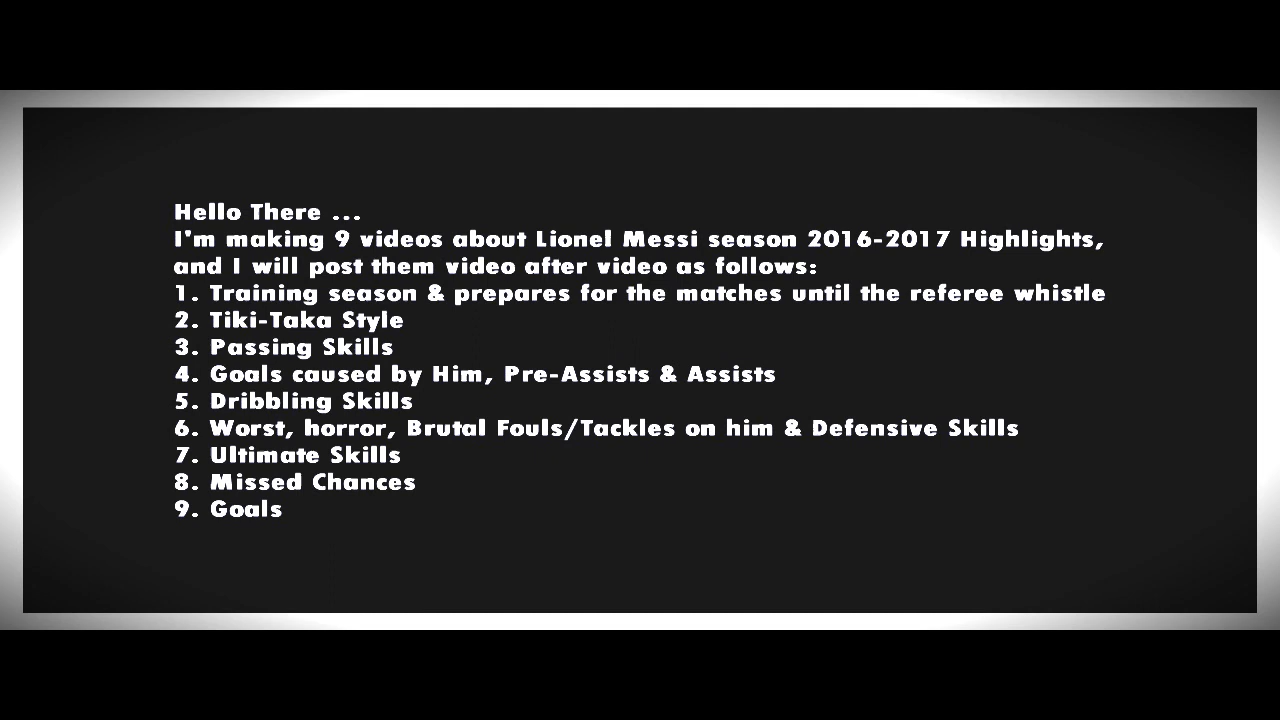 Hello There ...
I'm making 9 videos about Lionel Messi season 2016-2017 Highlights,
and I will post them video after video as follows:
1. Training season & prepares for the matches until the referee whistle
2. Tiki-Taka Style
3. Passing Skills
4. Goals caused by Him, Pre-Assists & Assists
5. Dribbling Skills
6. Worst, horror, Brutal Fouls/Tackles on him & Defensive Skills
7. Ultimate Skills
8. Missed Chances
9. Goals